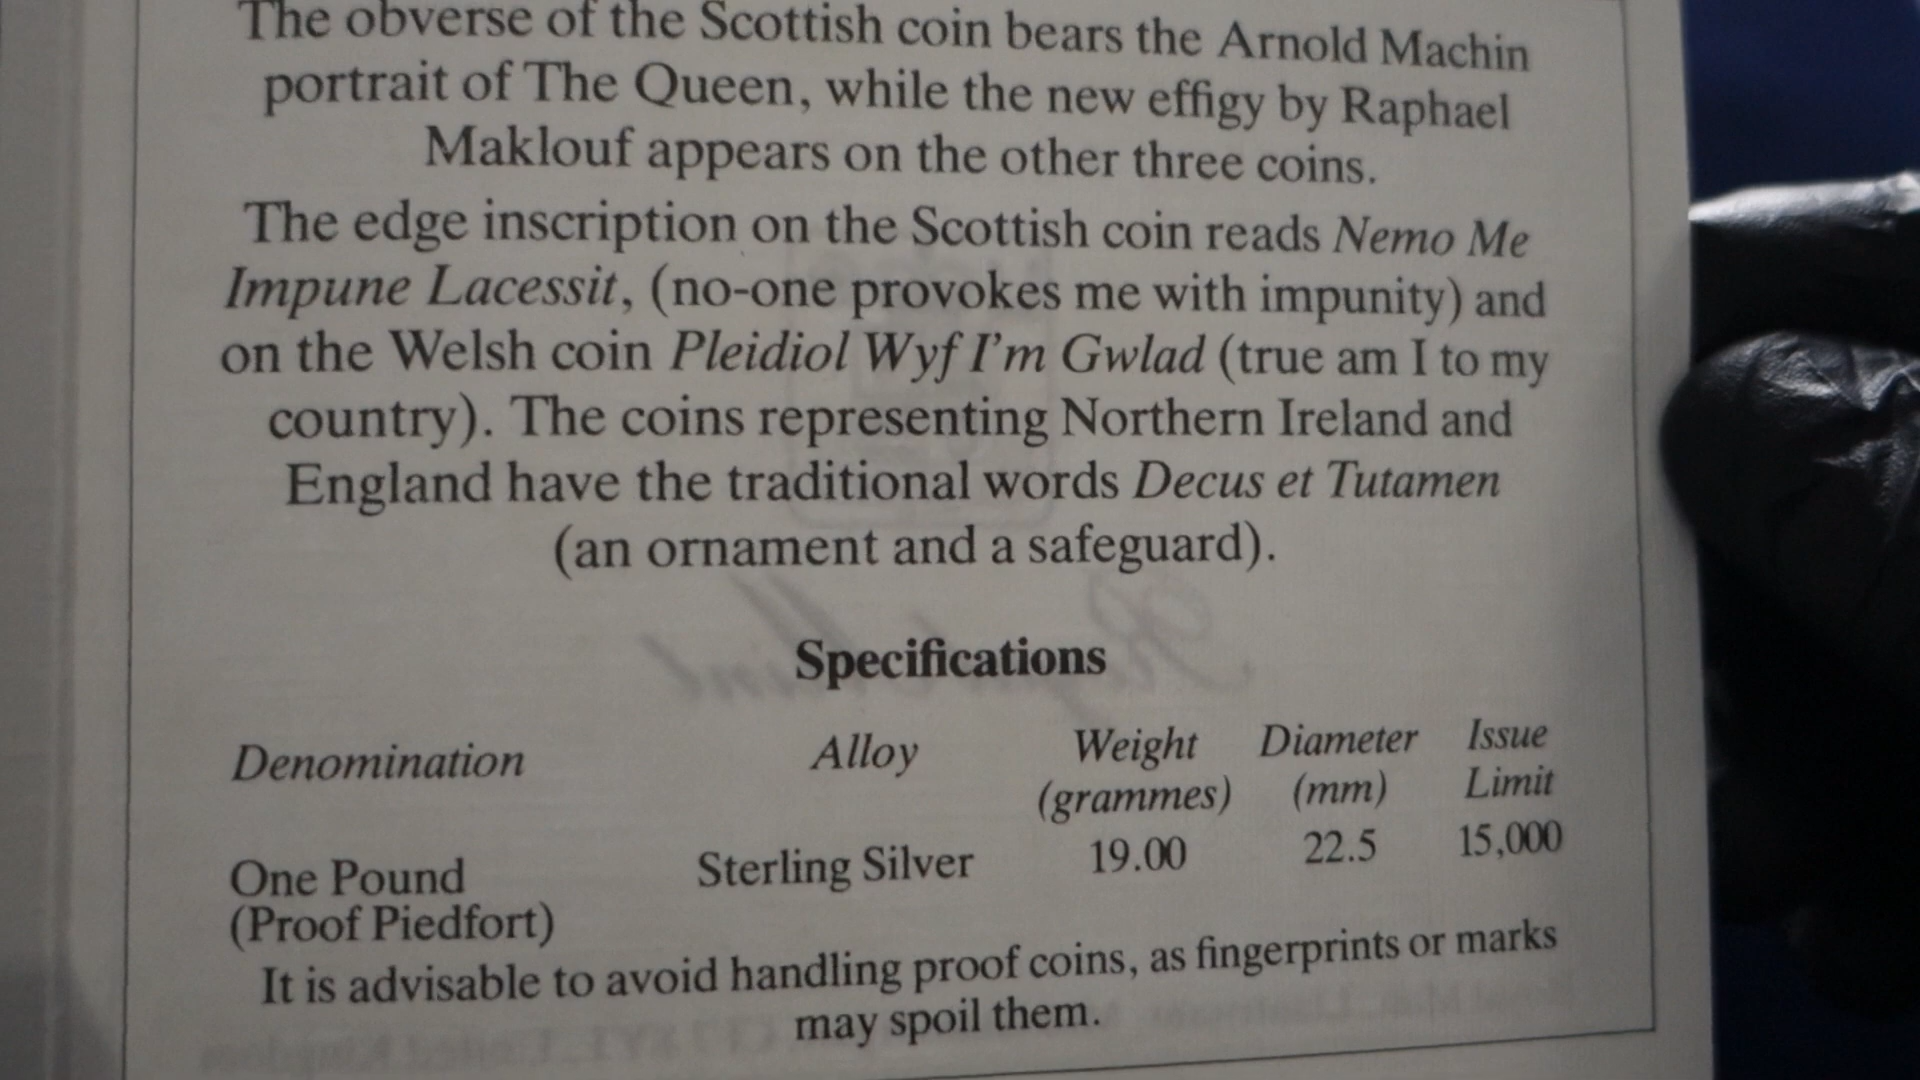 The obverse of the Scottish coin bears the Arnold Machin
portrait of The Queen, while the new effigy by Raphael
Maklouf appears on the other three coins.
The edge inscription on the Scottish coin reads Nemo Me
Impune Lacessit, (no-one provokes me with impunity) and
on the Welsh coin Pleidiol Wyf I'm Gwlad (true am I to my
country). The coins representing Northern Ireland and
England have the traditional words Decus et Tutamen
(an ornament and a safeguard).
Specifications
Denomination Alloy Weight Diameter Issue
(grammes) (mm) Limit
One Pound Sterling Silver 19.00 22.5 15,000
(Proof Piedfort)
It is advisable to avoid handling proof coins, as fingerprints or marks
may spoil them.